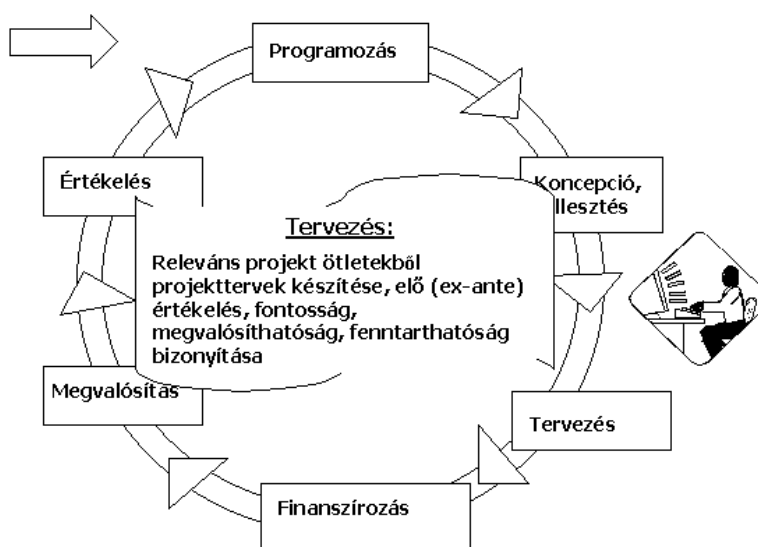 Programozás
Értékelés
Koncepció,
illesztés
Tervezés:
Releváns projekt ötletekből
projekttervek készítése, elő (ex-ante)
értékelés, fontosság,
megvalósíthatóság, fenntarthatóság
bizonyítása
Megvalósítás
Tervezés
Finanszírozás